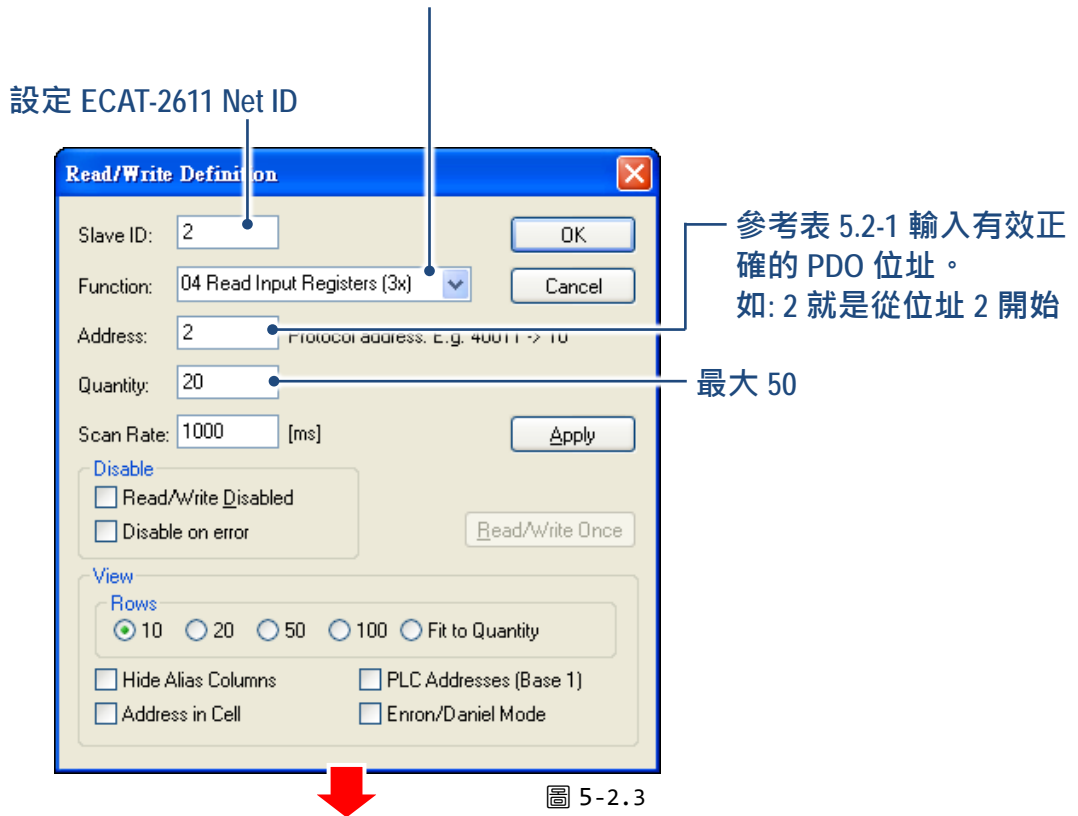 設定 ECAT-2611 Net ID
Read/Write Definition
Slave ID: 2
OK
參考表 5.2-1 輸入有效正
確的 PDO 位址。
如: 2 就是從位址 2 開始
Function: 04 Read Input Registers (3x)
Cancel
Address: 2 Protocol address. E.g. 40011 -> 10
Quantity: 20
最大 50
Scan Rate: 1000 [ms]
Apply
Disable
Read/Write Disabled
Disable on error
Read/Write Once
View
Rows
10 20 50 100 Fit to Quantity
Hide Alias Columns PLC Addresses (Base 1)
Address in Cell Enron/Daniel Mode
圖 5-2.3